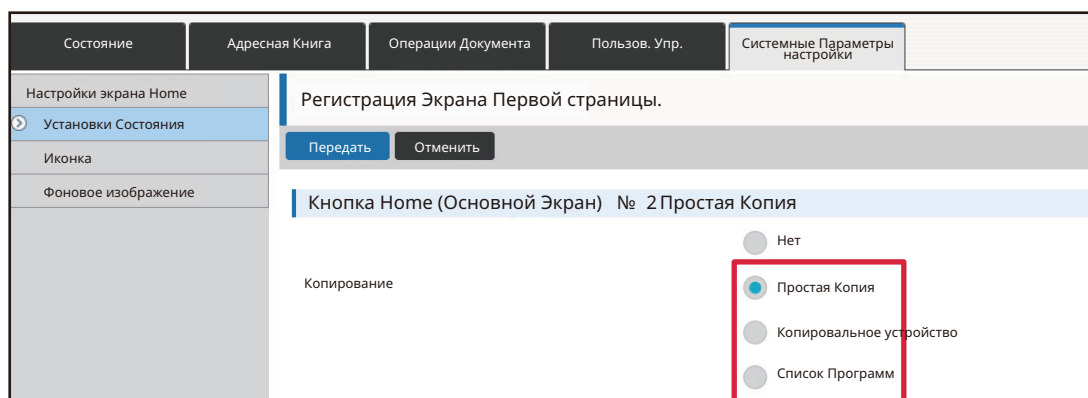 Состояние
Адресная Книга
Операции Документа
Пользов. Упр.
Системные Параметры
настройки
Настройки экрана Home
Установки Состояния
Иконка
Фоновое изображение
Регистрация Экрана Первой страницы.
Передать
Отменить
Кнопка Home (Основной Экран) № 2 Простая Копия
Копирование
Нет
Простая Копия
Копировальное устройство
Список Программ